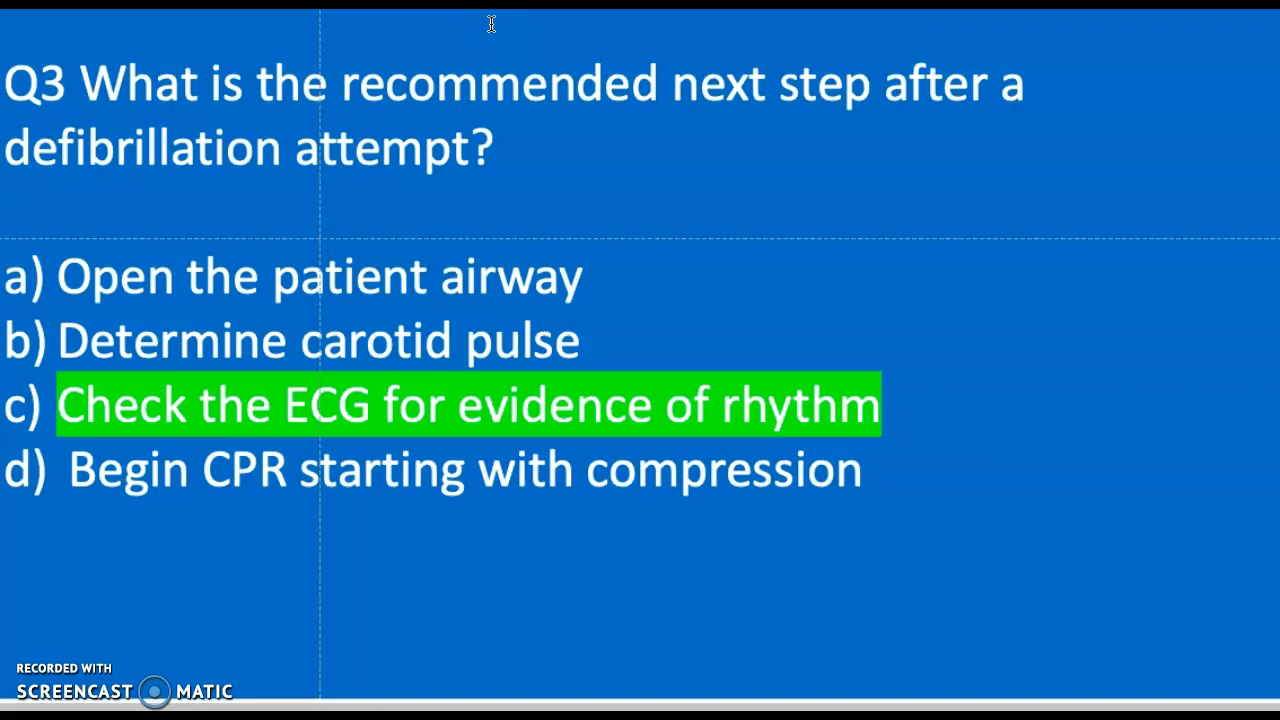 Q3 What is the recommended next step after a
defibrillation attempt?
a) Open the patient airway
b) Determine carotid pulse
c) Check the ECG for evidence of rhythm
d) Begin CPR starting with compression
RECORDED WITH
SCREENCAST MATIC